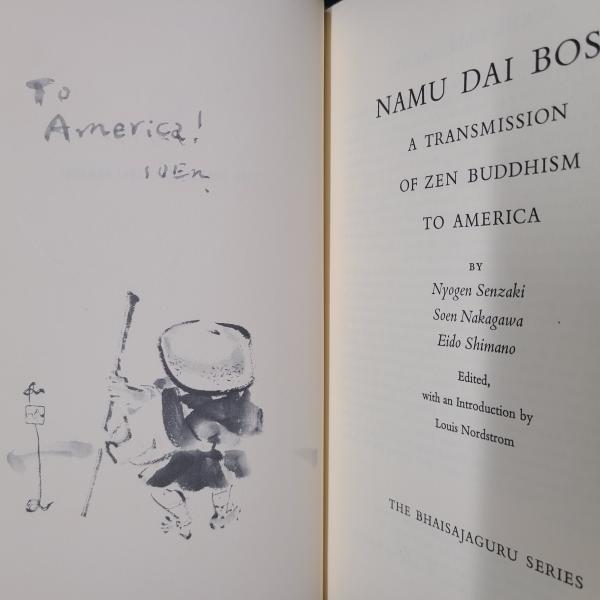 To
America!
SOEN
NAMU DAI BOS
A TRANSMISSION
OF ZEN BUDDHISM
TO AMERICA
BY
Nyogen Senzaki
Soen Nakagawa
Eido Shimano
Edited,
with an Introduction by
Louis Nordstrom
THE BHAISAJAGURU SERIES